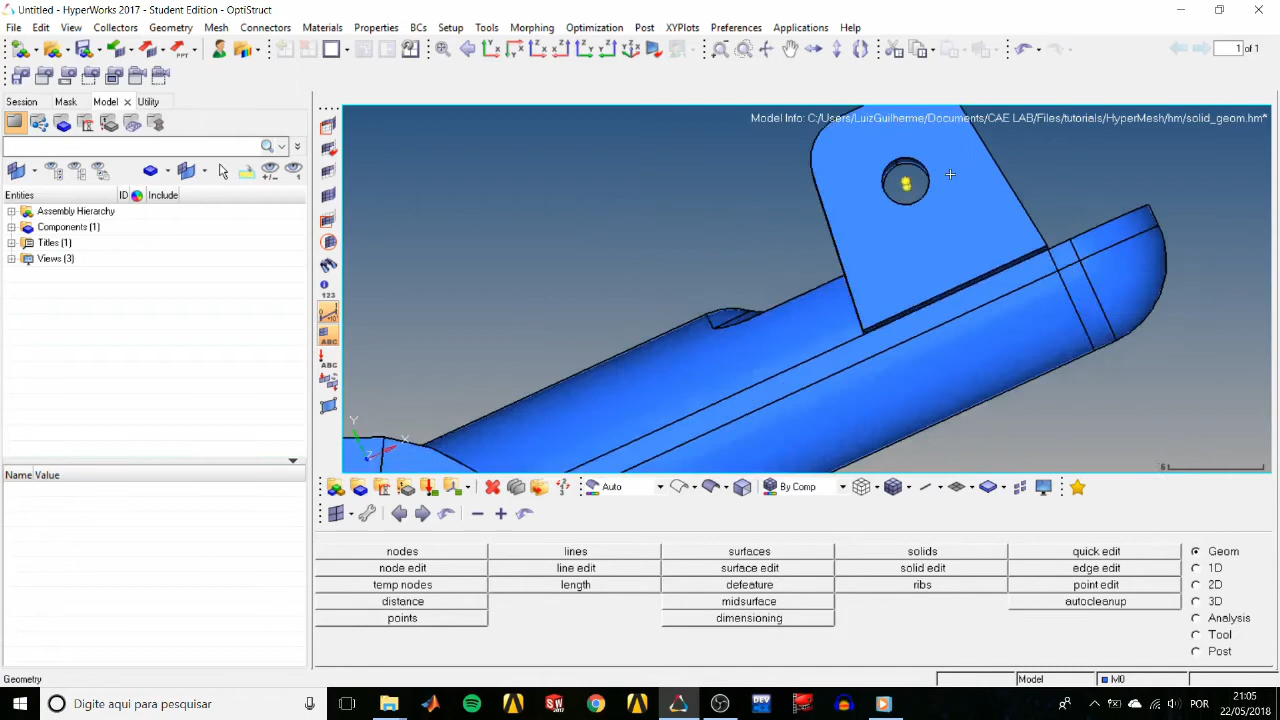 Untitled - HyperWorks 2017 - Student Edition - OptiStruct
File Edit View Collectors Geometry Mesh Connectors Materials Properties BCs Setup Tools Morphing Optimization Post XYPlots Preferences Applications Help
1 of 1
Session Mask Model Utility
Model Info: C:/Users/LuizGuilherme/Documents/CAE LAB/Files/tutorials/HyperMesh/hm/solid_geom.hm*
Entities ID Include
Assembly Hierarchy
Components (1)
Titles (1)
Views (3)
123
ABC
ABC
Y
X
Z
Name Value
Auto By Comp
nodes lines surfaces solids quick edit Geom
node edit line edit surface edit solid edit edge edit 1D
temp nodes length defeature ribs point edit 2D
distance midsurface autocleanup 3D
points dimensioning Analysis
Tool
Post
Geometry Model M0
Digite aqui para pesquisar
POR
21:05
22/05/2018